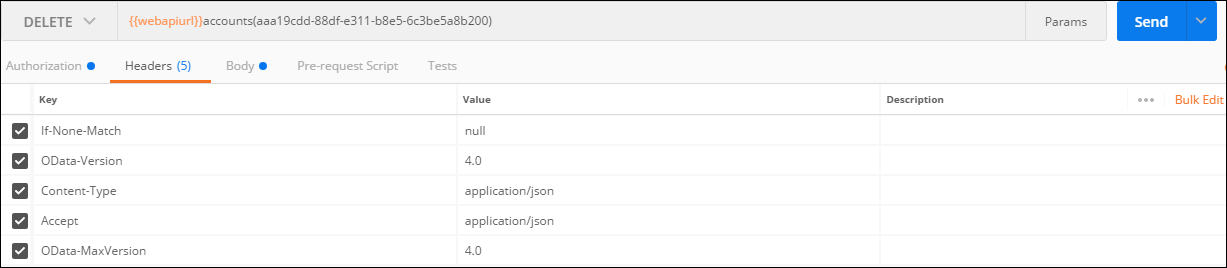 DELETE {{webapiurl}}accounts(aaa19cdd-88df-e311-b8e5-6c3be5a8b200) Params Send
Authorization Headers (5) Body Pre-request Script Tests
Key Value Description Bulk Edit
If-None-Match null
OData-Version 4.0
Content-Type application/json
Accept application/json
OData-MaxVersion 4.0